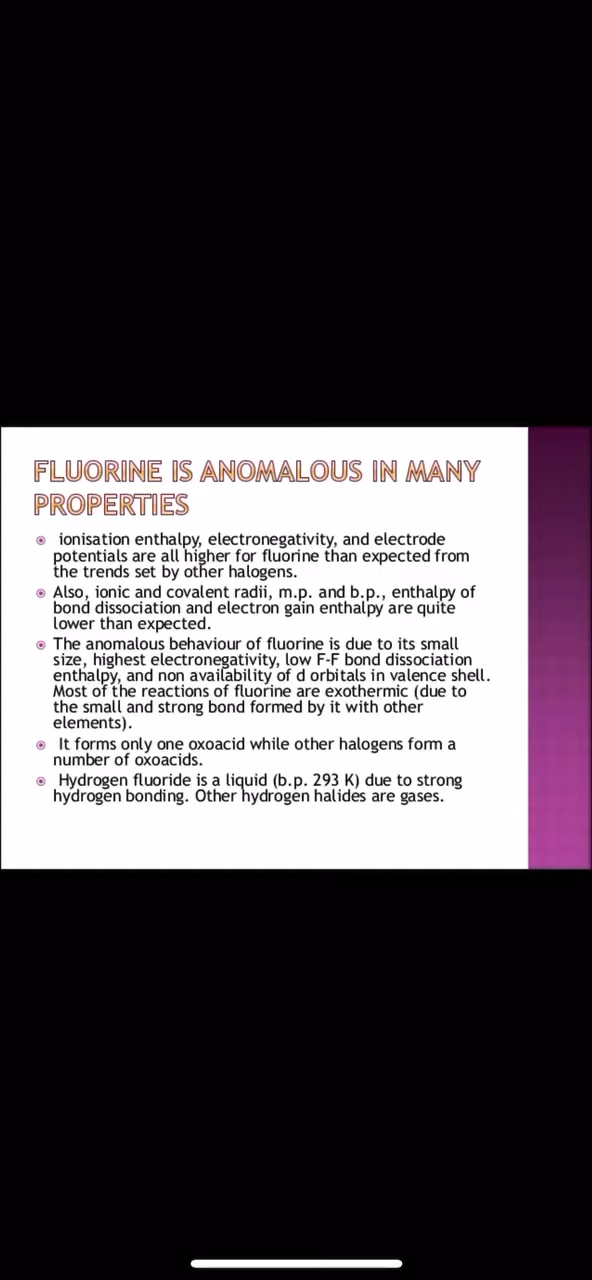 FLUORINE IS ANOMALOUS IN MANY
PROPERTIES
ionisation enthalpy, electronegativity, and electrode
potentials are all higher for fluorine than expected from
the trends set by other halogens.
Also, ionic and covalent radii, m.p. and b.p., enthalpy of
bond dissociation and electron gain enthalpy are quite
lower than expected.
The anomalous behaviour of fluorine is due to its small
size, highest electronegativity, low F-F bond dissociation
enthalpy, and non availability of d orbitals in valence shell.
Most of the reactions of fluorine are exothermic (due to
the small and strong bond formed by it with other
elements).
It forms only one oxoacid while other halogens form a
number of oxoacids.
Hydrogen fluoride is a liquid (b.p. 293 K) due to strong
hydrogen bonding. Other hydrogen halides are gases.